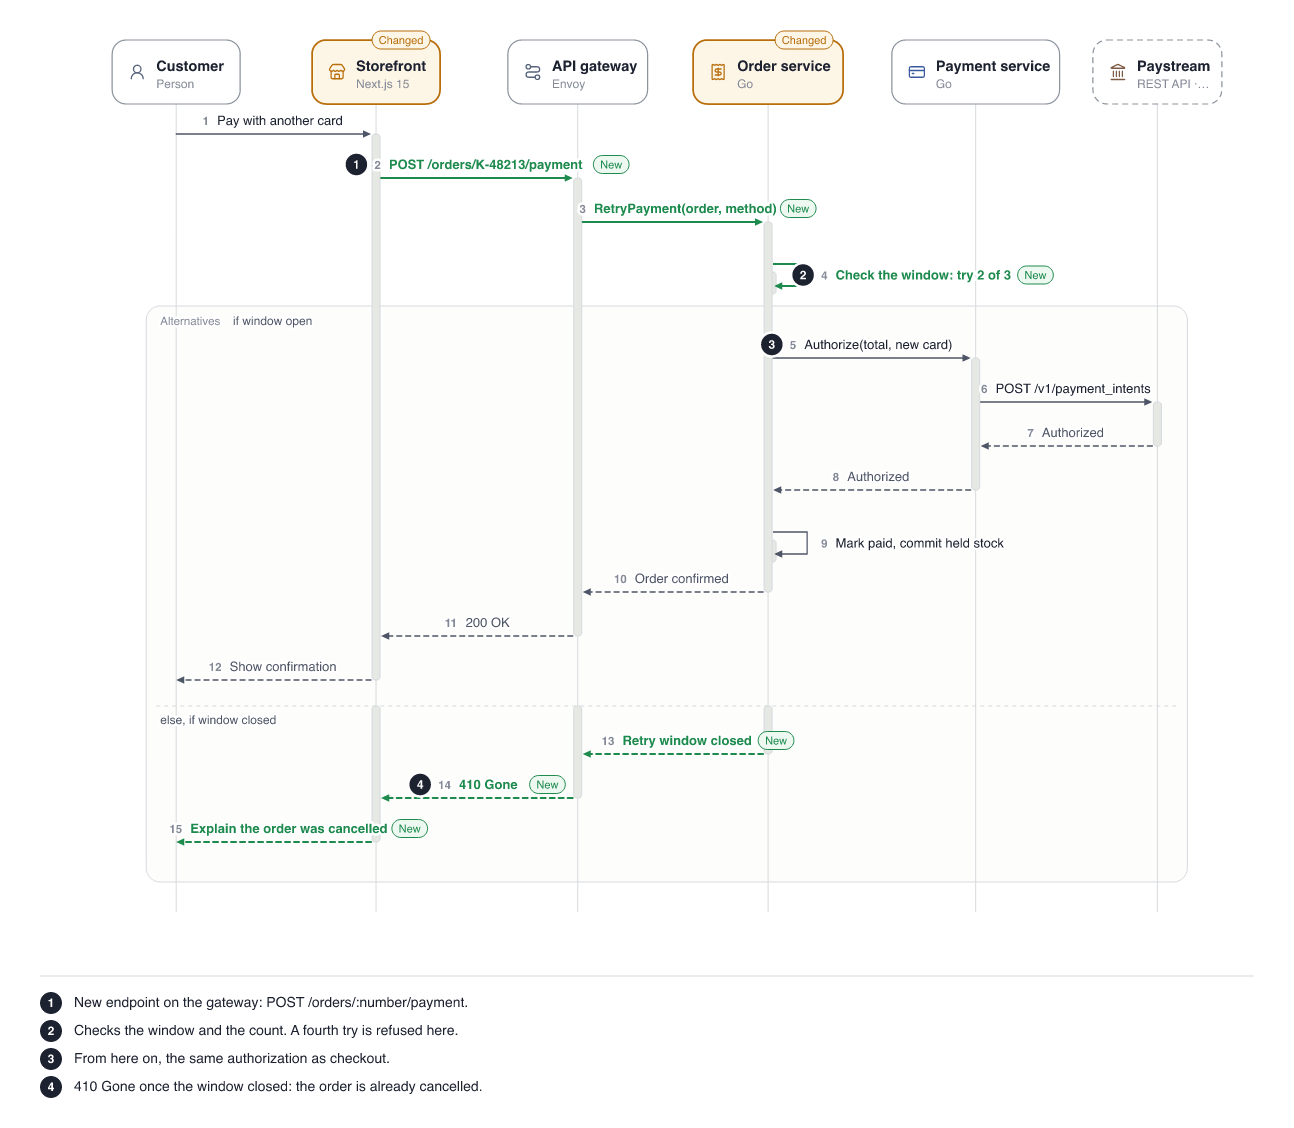 Changed
Changed
Customer
Person
Storefront
Next.js 15
API gateway
Envoy
Order service
Go
Payment service
Go
Paystream
REST API ·…
1 Pay with another card
1 2 POST /orders/K-48213/payment New
3 RetryPayment(order, method) New
2 4 Check the window: try 2 of 3 New
Alternatives if window open
3 5 Authorize(total, new card)
6 POST /v1/payment_intents
7 Authorized
8 Authorized
9 Mark paid, commit held stock
10 Order confirmed
11 200 OK
12 Show confirmation
else, if window closed
13 Retry window closed New
4 14 410 Gone New
15 Explain the order was cancelled New
1 New endpoint on the gateway: POST /orders/:number/payment.
2 Checks the window and the count. A fourth try is refused here.
3 From here on, the same authorization as checkout.
4 410 Gone once the window closed: the order is already cancelled.